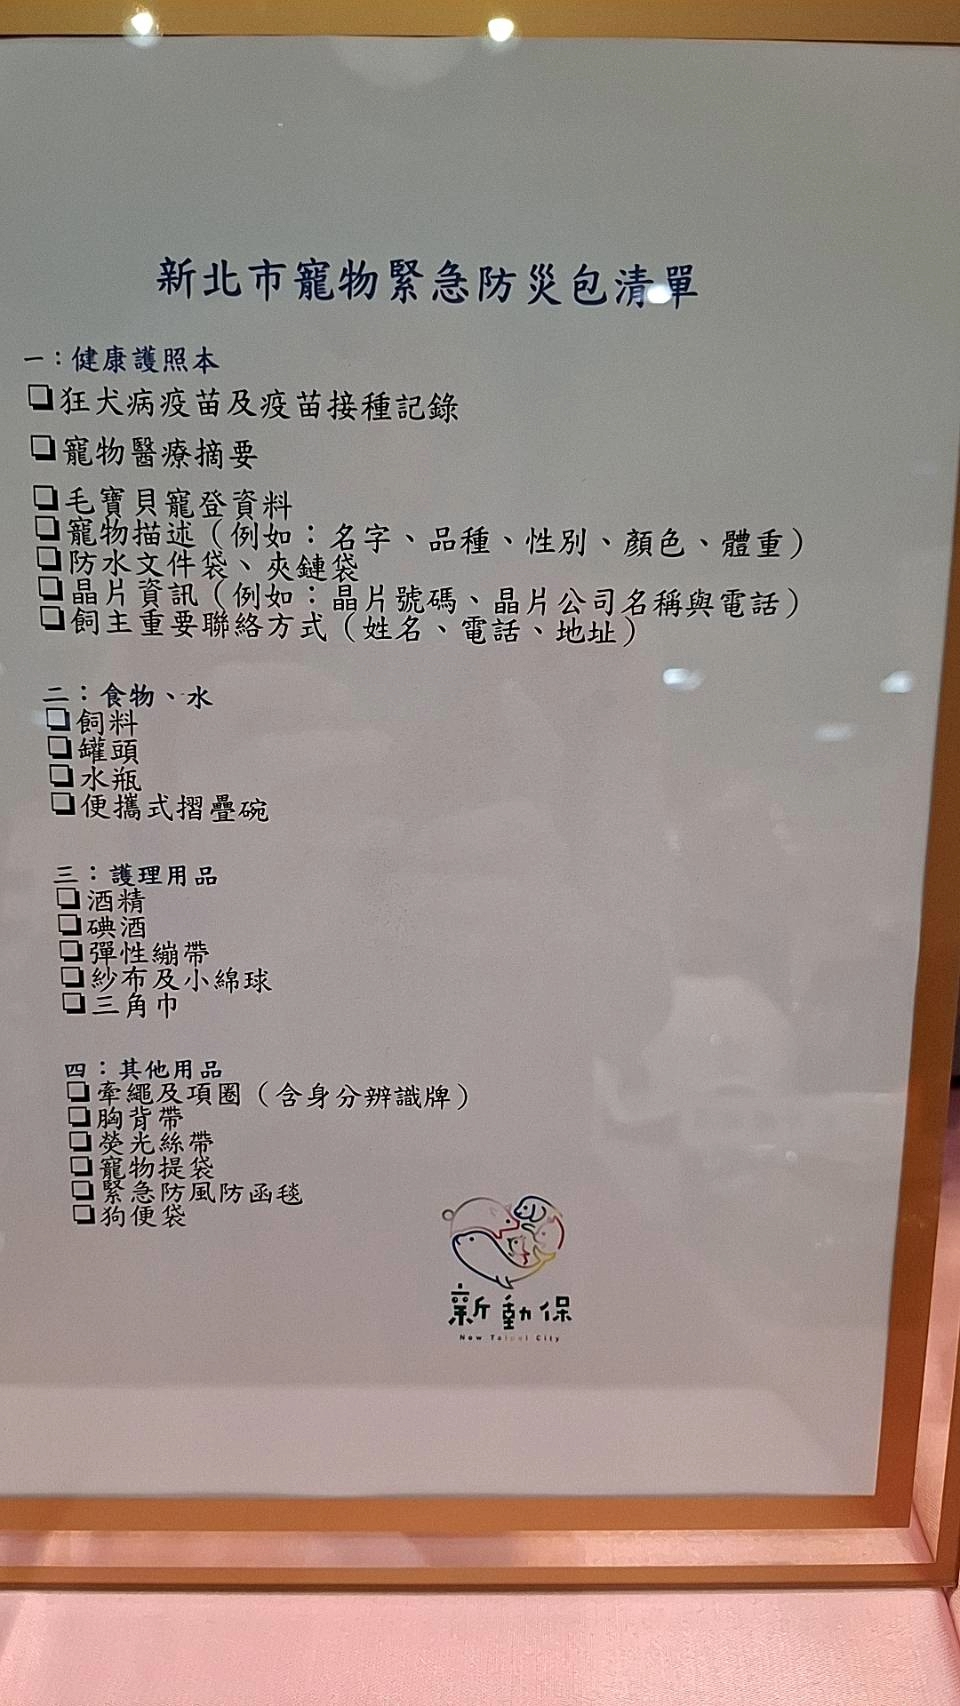 新北市寵物緊急防災包清單
一：健康護照本
❑狂犬病疫苗及疫苗接種記錄
❑寵物醫療摘要
❑毛寶貝寵登資料
❑寵物描述（例如：名字、品種、性別、顏色、體重）
❑防水文件袋、夾鏈袋
❑晶片資訊（例如：晶片號碼、晶片公司名稱與電話）
❑飼主重要聯絡方式（姓名、電話、地址）
二：食物、水
❑飼料
❑罐頭
❑水瓶
❑便攜式摺疊碗
三：護理用品
❑酒精
❑碘酒
❑彈性繃帶
❑紗布及小綿球
❑三角巾
四：其他用品
❑牽繩及項圈（含身分辨識牌）
❑胸背帶
❑熒光絲帶
❑寵物提袋
❑緊急防風防函毯
❑狗便袋
新動保
New Taipei City